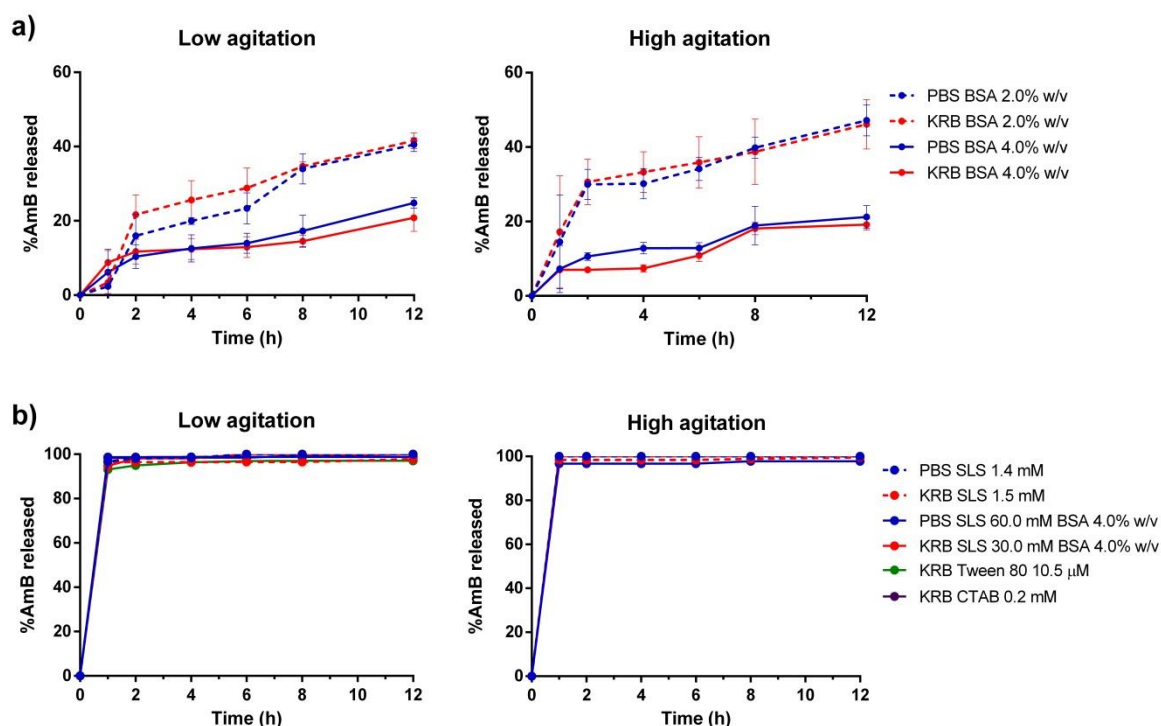 a)
Low agitation
High agitation
60
40
20
0
%AmB released
0 2 4 6 8 10 12
Time (h)
60
40
20
0
%AmB released
0 2 4 6 8 10 12
Time (h)
PBS BSA 2.0% w/v
KRB BSA 2.0% w/v
PBS BSA 4.0% w/v
KRB BSA 4.0% w/v
b)
Low agitation
High agitation
100
80
60
40
20
0
%AmB released
0 2 4 6 8 10 12
Time (h)
100
80
60
40
20
0
%AmB released
0 2 4 6 8 10 12
Time (h)
PBS SLS 1.4 mM
KRB SLS 1.5 mM
PBS SLS 60.0 mM BSA 4.0% w/v
KRB SLS 30.0 mM BSA 4.0% w/v
KRB Tween 80 10.5 μM
KRB CTAB 0.2 mM